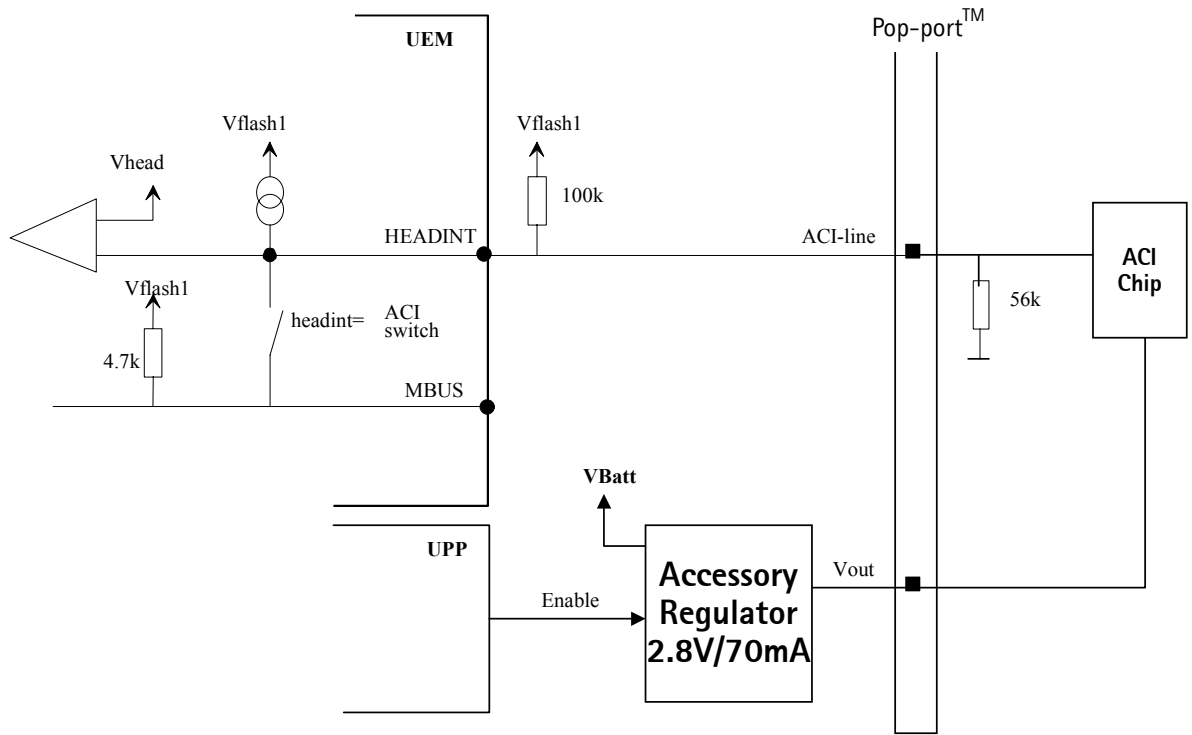 Pop-port™
UEM
Vflash1
Vflash1
Vhead
100k
HEADINT
ACI-line
ACI
Chip
Vflash1
headint= ACI
switch
56k
4.7k
MBUS
VBatt
UPP
Accessory
Regulator
2.8V/70mA
Vout
Enable